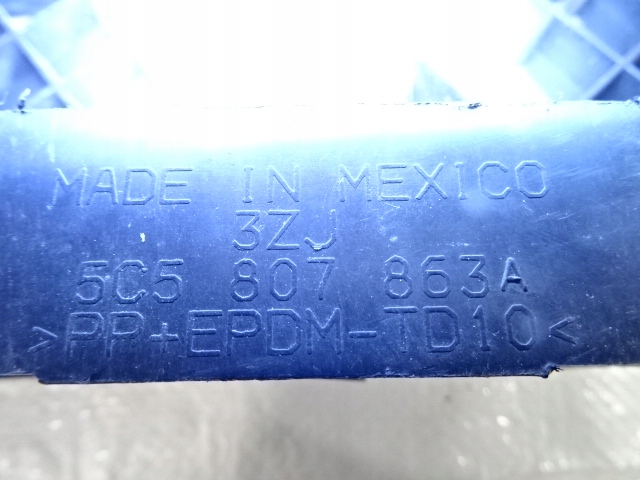 MADE IN MEXICO
3ZJ
5C5 807 863A
>PP+EPDM-TD10<